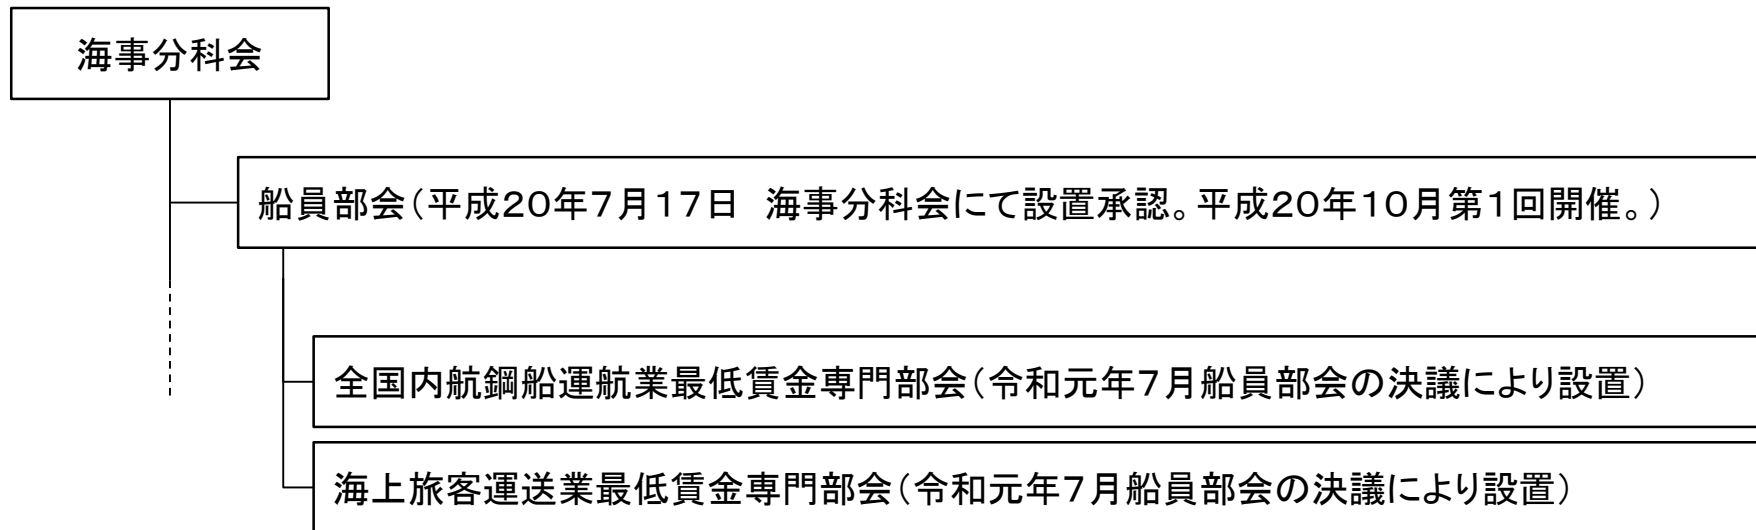 海事分科会
船員部会（平成２０年７月１７日　海事分科会にて設置承認。平成２０年１０月第１回開催。）
全国内航鋼船運航業最低賃金専門部会（令和元年７月船員部会の決議により設置）
海上旅客運送業最低賃金専門部会（令和元年７月船員部会の決議により設置）